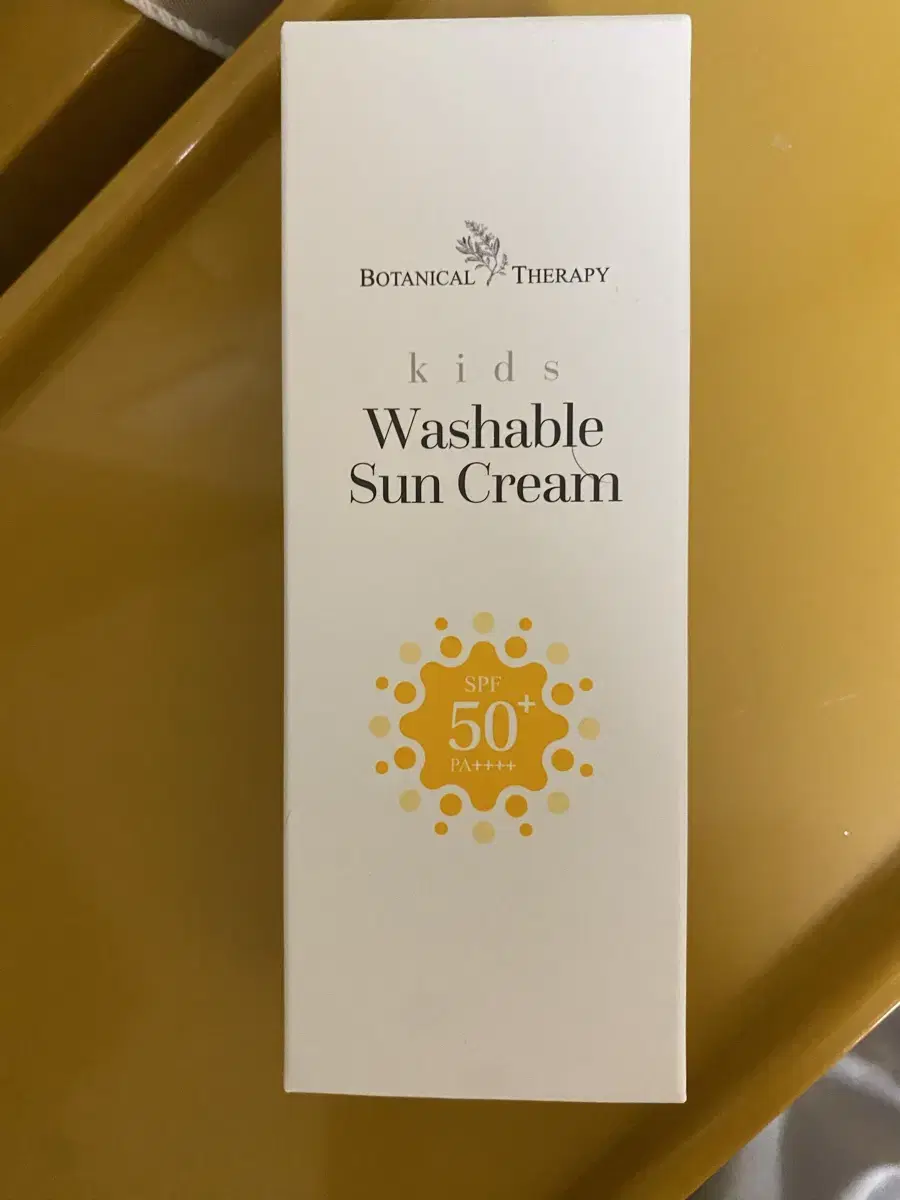 BOTANICAL THERAPY
kids
Washable
Sun Cream
SPF
50+
PA++++